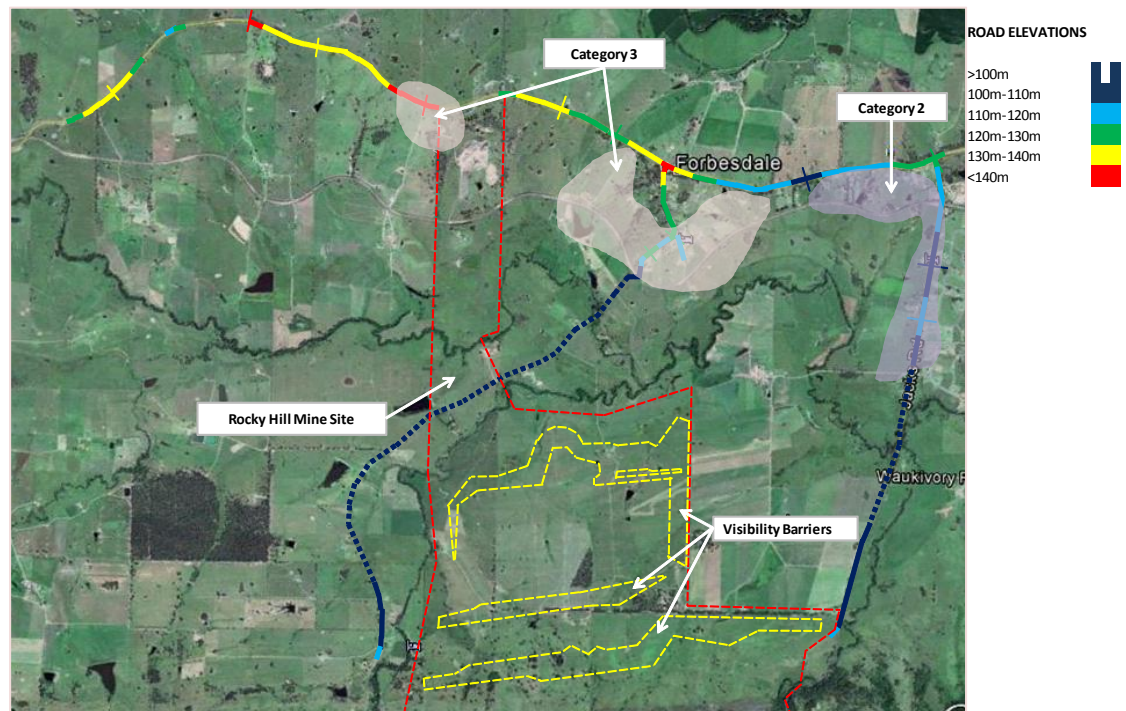 ROAD ELEVATIONS
Category 3
>100m
100m-110m
110m-120m
120m-130m
130m-140m
<140m
Category 2
Forbesdale
Rocky Hill Mine Site
Waukivory R
Visibility Barriers